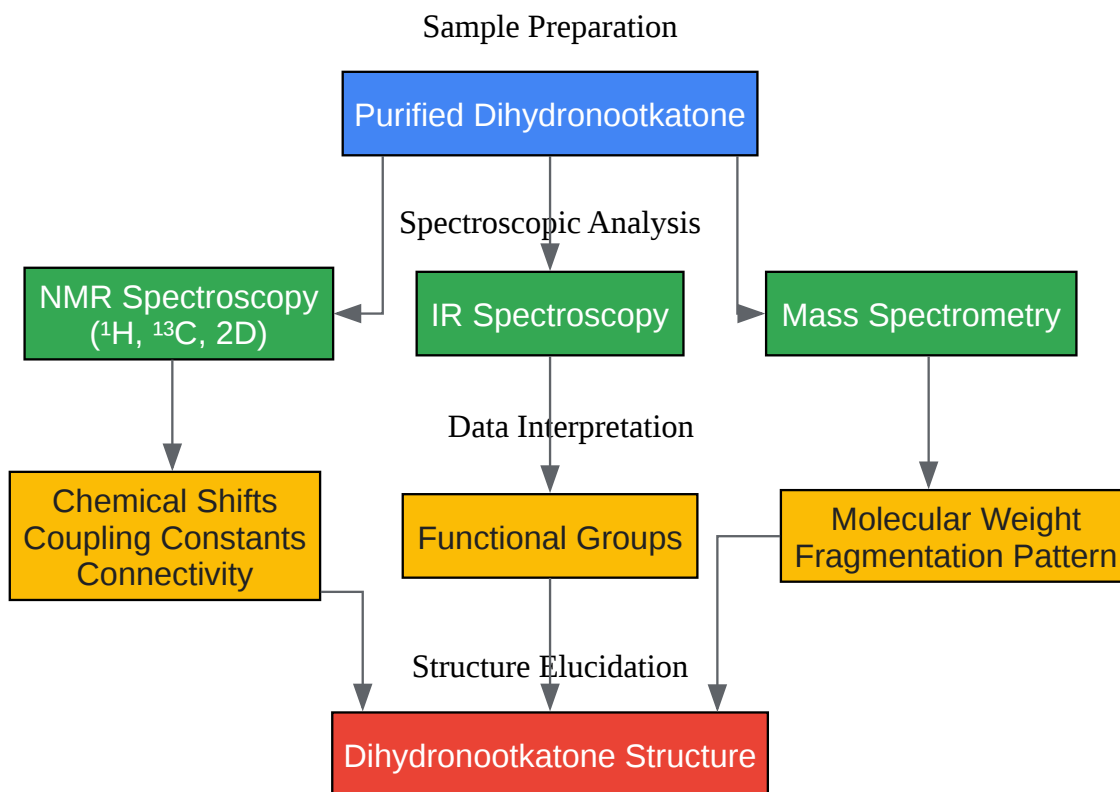 Sample Preparation
Purified Dihydronootkatone
Spectroscopic Analysis
NMR Spectroscopy
(¹H, ¹³C, 2D)
IR Spectroscopy
Mass Spectrometry
Data Interpretation
Chemical Shifts
Coupling Constants
Connectivity
Functional Groups
Molecular Weight
Fragmentation Pattern
Structure Elucidation
Dihydronootkatone Structure